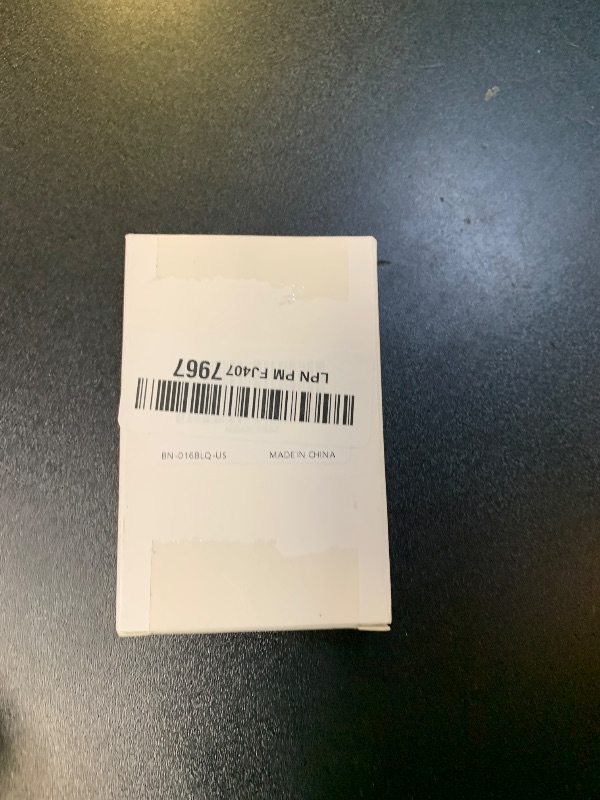 LPN PM FJ407 7967
BN-016BLQ-US MADE IN CHINA